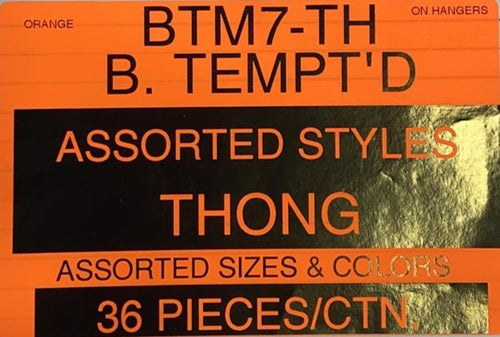 ORANGE
ON HANGERS
BTM7-TH
B. TEMPT'D
ASSORTED STYLES
THONG
ASSORTED SIZES & COLORS
36 PIECES/CTN.